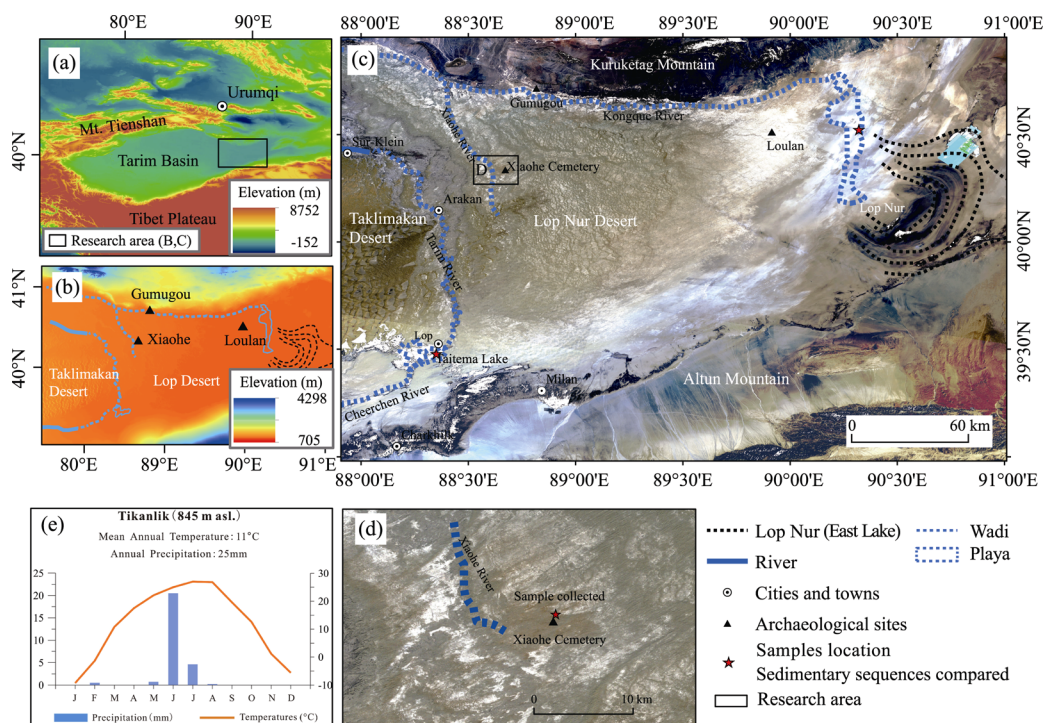 80°E
90°E
(a)
Urumqi
Mt. Tienshan
40°N
Tarim Basin
Elevation (m)
8752
-152
Tibet Plateau
Research area (B,C)
(b)
41°N
Gumugou
Xiaohe
Loulan
40°N
Taklimakan
Desert
Lop Desert
Elevation (m)
4298
705
80°E
89°E
90°E
91°E
88°00'E
88°30'E
89°00'E
89°30'E
90°00'E
90°30'E
91°00'E
(c)
Kuruketag Mountain
Gumugou
Kongque River
Xiaohe River
Loulan
40°30'N
Sur-Klein
D
Xiaohe Cemetery
Arakan
Lop Nur
Taklimakan
Desert
Lop Nur Desert
40°00'N
Tarim River
Lop
Taitema Lake
39°30'N
Milan
Altun Mountain
Cheerchen River
Charkhlik
0
60 km
88°00'E
88°30'E
89°00'E
89°30'E
90°00'E
90°30'E
91°00'E
(e)
Tikanlik (845 m asl.)
Mean Annual Temperature: 11°C
Annual Precipitation: 25mm
25
20
15
10
5
0
30
20
10
0
-10
J F M A M J J A S O N D
Precipitation (mm)
Temperatures (°C)
(d)
Xiaohe River
Sample collected
Xiaohe Cemetery
0
10 km
Lop Nur (East Lake)
Wadi
River
Playa
Cities and towns
Archaeological sites
Samples location
Sedimentary sequences compared
Research area